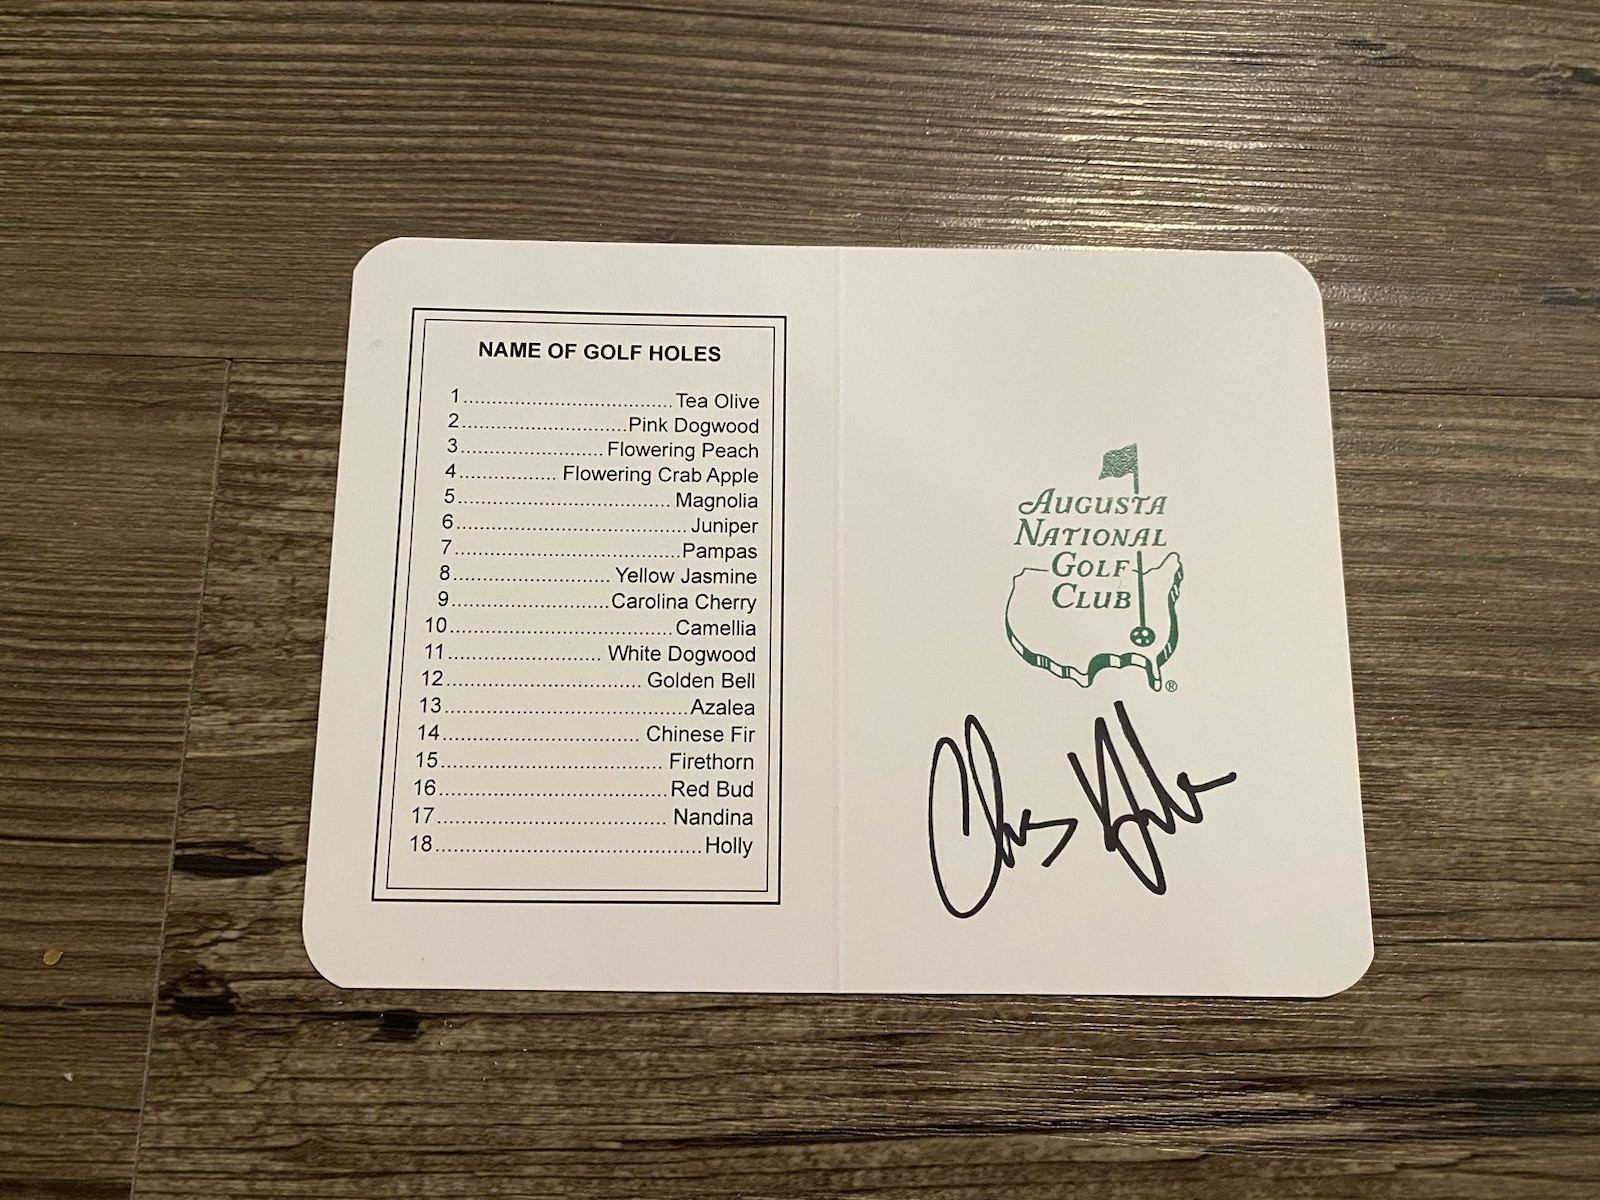 NAME OF GOLF HOLES
1.................................... Tea Olive
2............................ Pink Dogwood
3........................ Flowering Peach
4................. Flowering Crab Apple
5..................................... Magnolia
6........................................ Juniper
7....................................... Pampas
8........................... Yellow Jasmine
9........................... Carolina Cherry
10...................................... Camellia
11.......................... White Dogwood
12................................. Golden Bell
13......................................... Azalea
14.................................. Chinese Fir
15...................................... Firethorn
16....................................... Red Bud
17....................................... Nandina
18............................................. Holly
AUGUSTA
NATIONAL
GOLF
CLUB
®
Chris